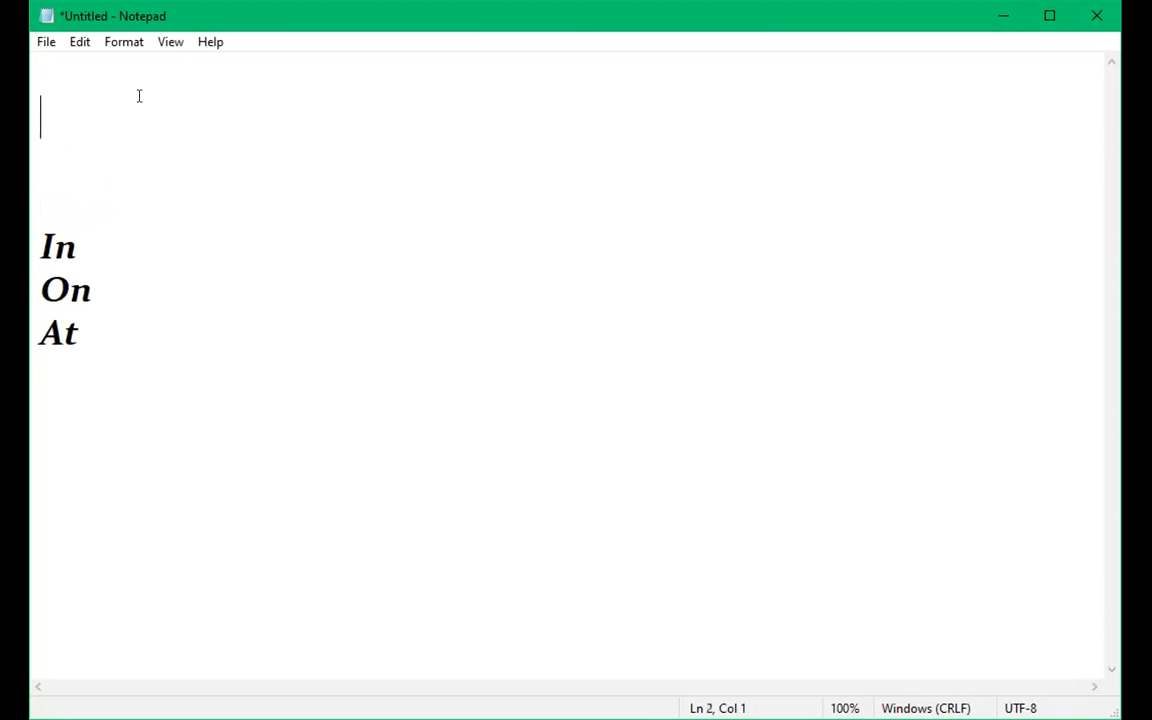 *Untitled - Notepad
File Edit Format View Help
In
On
At
Ln 2, Col 1 100% Windows (CRLF) UTF-8